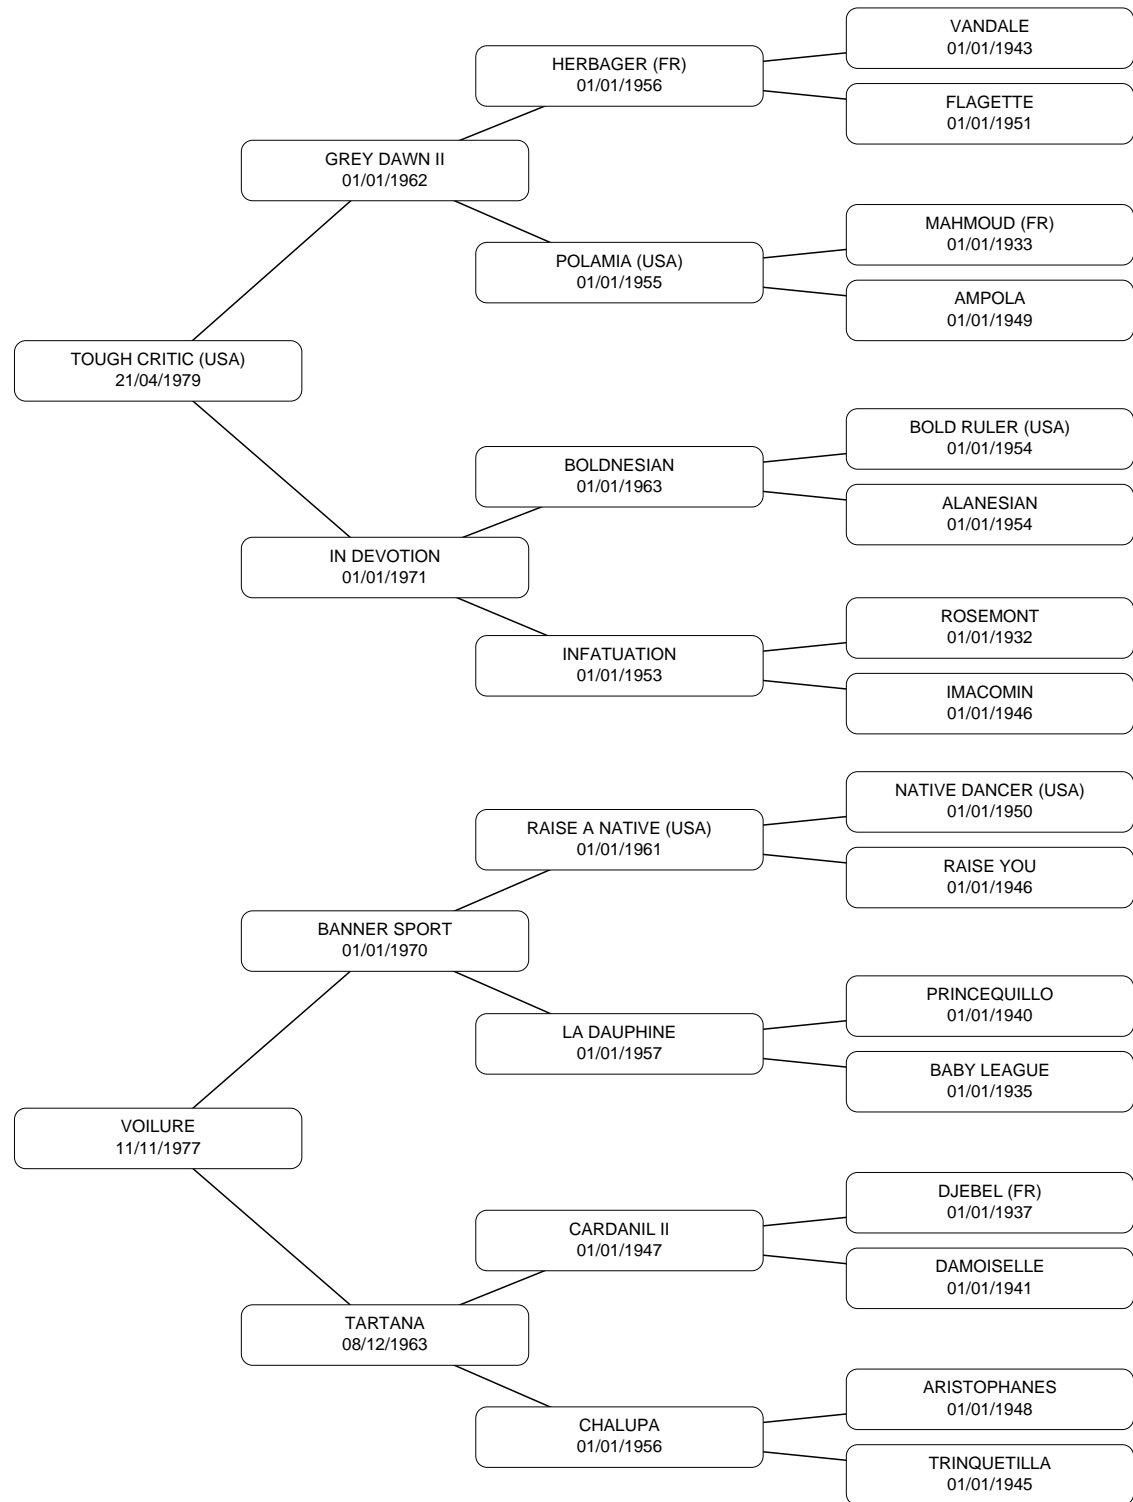 VANDALE
01/01/1943
HERBAGER (FR)
01/01/1956
FLAGETTE
01/01/1951
GREY DAWN II
01/01/1962
MAHMOUD (FR)
01/01/1933
POLAMIA (USA)
01/01/1955
AMPOLA
01/01/1949
TOUGH CRITIC (USA)
21/04/1979
BOLD RULER (USA)
01/01/1954
BOLDNESIAN
01/01/1963
ALANESIAN
01/01/1954
IN DEVOTION
01/01/1971
ROSEMONT
01/01/1932
INFATUATION
01/01/1953
IMACOMIN
01/01/1946
NATIVE DANCER (USA)
01/01/1950
RAISE A NATIVE (USA)
01/01/1961
RAISE YOU
01/01/1946
BANNER SPORT
01/01/1970
PRINCEQUILLO
01/01/1940
LA DAUPHINE
01/01/1957
BABY LEAGUE
01/01/1935
VOILURE
11/11/1977
DJEBEL (FR)
01/01/1937
CARDANIL II
01/01/1947
DAMOISELLE
01/01/1941
TARTANA
08/12/1963
ARISTOPHANES
01/01/1948
CHALUPA
01/01/1956
TRINQUETILLA
01/01/1945